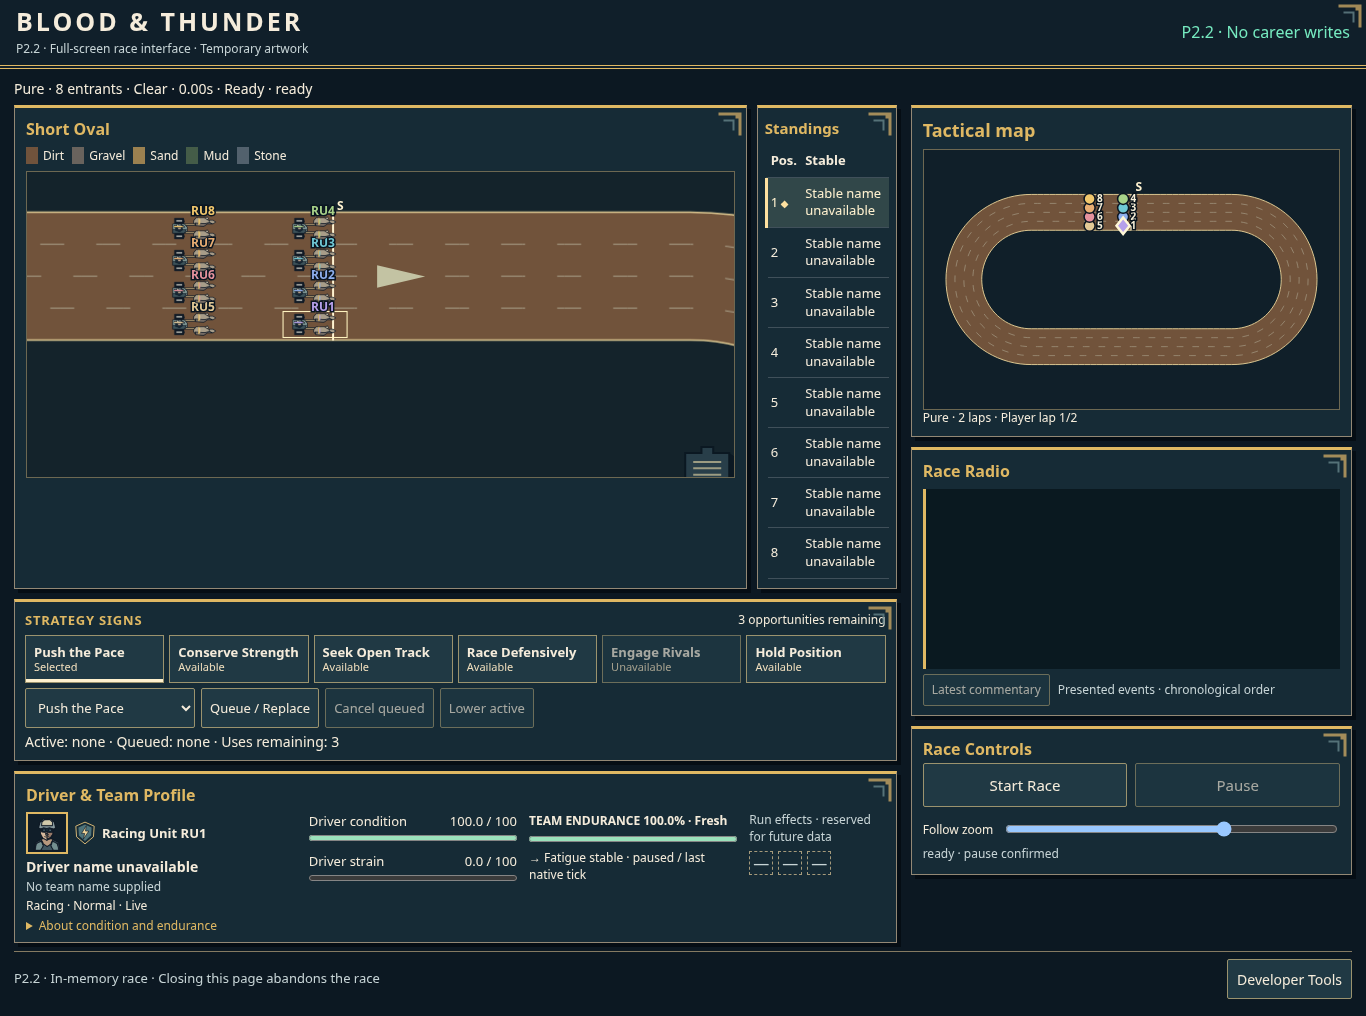 BLOOD & THUNDER
P2.2 · Full-screen race interface · Temporary artwork
P2.2 · No career writes
Pure · 8 entrants · Clear · 0.00s · Ready · ready
Short Oval
Dirt Gravel Sand Mud Stone
S
RU8 RU4
RU7 RU3
RU6 RU2
RU5 RU1
Standings
Pos. Stable
1 ◆ Stable name
unavailable
2 Stable name
unavailable
3 Stable name
unavailable
4 Stable name
unavailable
5 Stable name
unavailable
6 Stable name
unavailable
7 Stable name
unavailable
8 Stable name
unavailable
Tactical map
S
8 4
7 3
6 2
5 1
Pure · 2 laps · Player lap 1/2
Race Radio
Latest commentary Presented events · chronological order
STRATEGY SIGNS
3 opportunities remaining
Push the Pace
Selected
Conserve Strength
Available
Seek Open Track
Available
Race Defensively
Available
Engage Rivals
Unavailable
Hold Position
Available
Push the Pace Queue / Replace Cancel queued Lower active
Active: none · Queued: none · Uses remaining: 3
Race Controls
Start Race Pause
Follow zoom
ready · pause confirmed
Driver & Team Profile
Racing Unit RU1
Driver name unavailable
No team name supplied
Racing · Normal · Live
▶ About condition and endurance
Driver condition 100.0 / 100
Driver strain 0.0 / 100
TEAM ENDURANCE 100.0% · Fresh
→ Fatigue stable · paused / last
native tick
Run effects · reserved
for future data
— — —
P2.2 · In-memory race · Closing this page abandons the race
Developer Tools